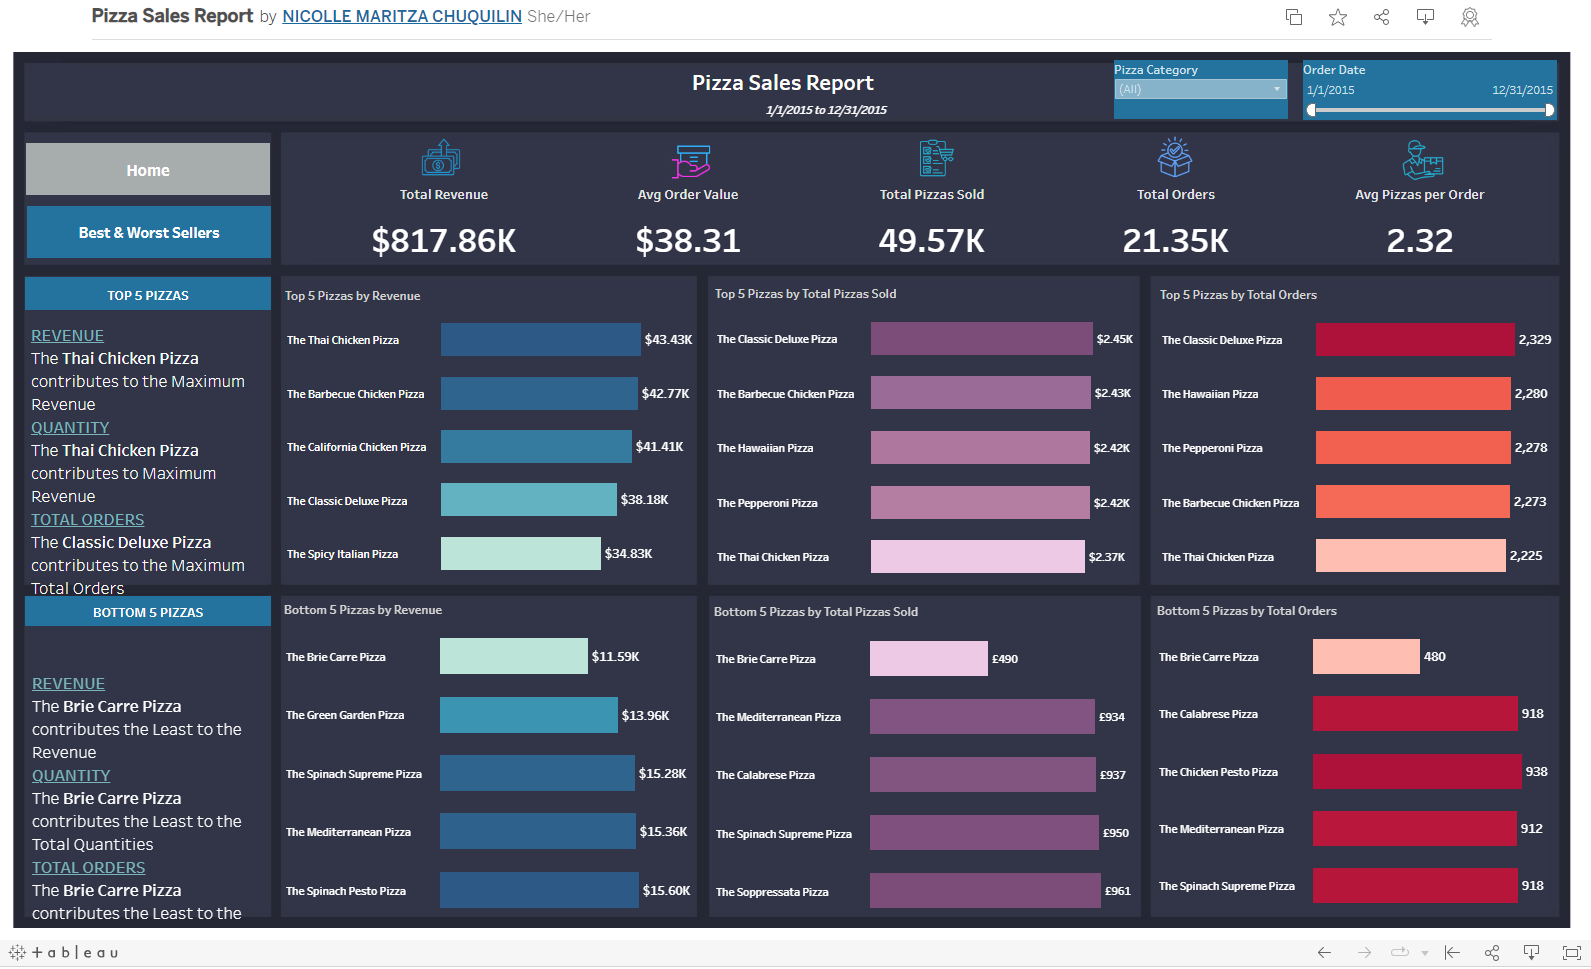 Pizza Sales Report by NICOLLE MARITZA CHUQUILIN She/Her
Pizza Sales Report
1/1/2015 to 12/31/2015
Pizza Category
(All)
Order Date
1/1/2015 12/31/2015
Home
Best & Worst Sellers
Total Revenue
$817.86K
Avg Order Value
$38.31
Total Pizzas Sold
49.57K
Total Orders
21.35K
Avg Pizzas per Order
2.32
TOP 5 PIZZAS
REVENUE
The Thai Chicken Pizza
contributes to the Maximum
Revenue
QUANTITY
The Thai Chicken Pizza
contributes to Maximum
Revenue
TOTAL ORDERS
The Classic Deluxe Pizza
contributes to the Maximum
Total Orders
Top 5 Pizzas by Revenue
The Thai Chicken Pizza $43.43K
The Barbecue Chicken Pizza $42.77K
The California Chicken Pizza $41.41K
The Classic Deluxe Pizza $38.18K
The Spicy Italian Pizza $34.83K
Top 5 Pizzas by Total Pizzas Sold
The Classic Deluxe Pizza $2.45K
The Barbecue Chicken Pizza $2.43K
The Hawaiian Pizza $2.42K
The Pepperoni Pizza $2.42K
The Thai Chicken Pizza $2.37K
Top 5 Pizzas by Total Orders
The Classic Deluxe Pizza 2,329
The Hawaiian Pizza 2,280
The Pepperoni Pizza 2,278
The Barbecue Chicken Pizza 2,273
The Thai Chicken Pizza 2,225
BOTTOM 5 PIZZAS
REVENUE
The Brie Carre Pizza
contributes the Least to the
Revenue
QUANTITY
The Brie Carre Pizza
contributes the Least to the
Total Quantities
TOTAL ORDERS
The Brie Carre Pizza
contributes the Least to the
Bottom 5 Pizzas by Revenue
The Brie Carre Pizza $11.59K
The Green Garden Pizza $13.96K
The Spinach Supreme Pizza $15.28K
The Mediterranean Pizza $15.36K
The Spinach Pesto Pizza $15.60K
Bottom 5 Pizzas by Total Pizzas Sold
The Brie Carre Pizza £490
The Mediterranean Pizza £934
The Calabrese Pizza £937
The Spinach Supreme Pizza £950
The Soppressata Pizza £961
Bottom 5 Pizzas by Total Orders
The Brie Carre Pizza 480
The Calabrese Pizza 918
The Chicken Pesto Pizza 938
The Mediterranean Pizza 912
The Spinach Supreme Pizza 918
+ableau